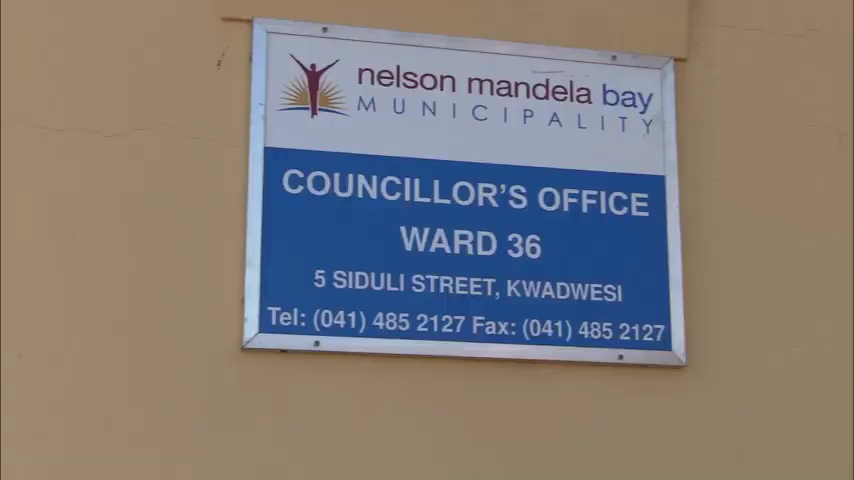 nelson mandela bay
MUNICIPALITY
COUNCILLOR'S OFFICE
WARD 36
5 SIDULI STREET, KWADWESI
Tel: (041) 485 2127 Fax: (041) 485 2127